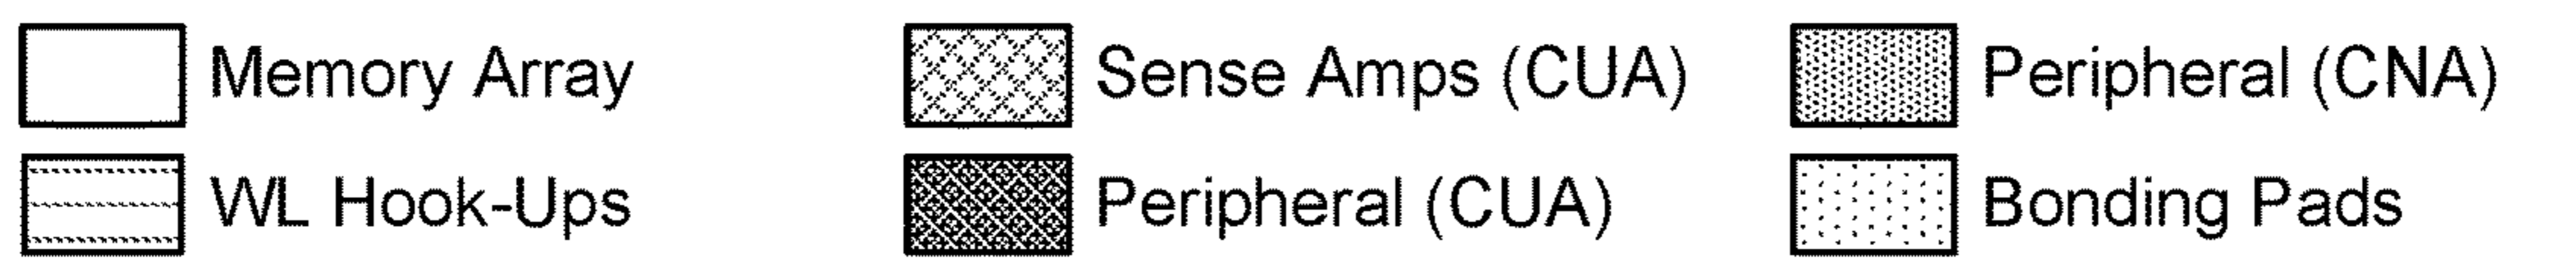 Memory Array
Sense Amps (CUA)
Peripheral (CNA)
WL Hook-Ups
Peripheral (CUA)
Bonding Pads